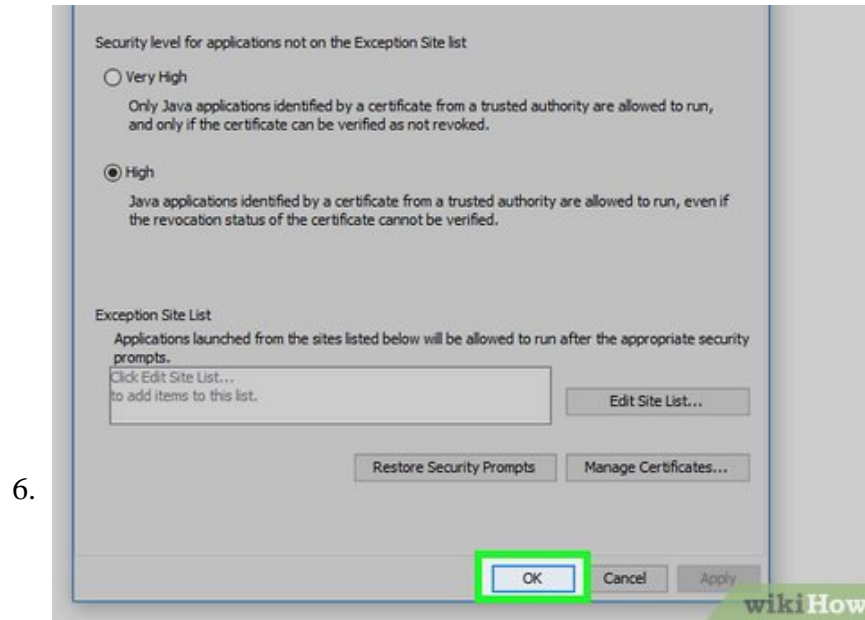 Security level for applications not on the Exception Site list
Very High
Only Java applications identified by a certificate from a trusted authority are allowed to run,
and only if the certificate can be verified as not revoked.
High
Java applications identified by a certificate from a trusted authority are allowed to run, even if
the revocation status of the certificate cannot be verified.
Exception Site List
Applications launched from the sites listed below will be allowed to run after the appropriate security
prompts.
Click Edit Site List...
to add items to this list.
Edit Site List...
Restore Security Prompts Manage Certificates...
6.
OK Cancel Apply
wikiHow